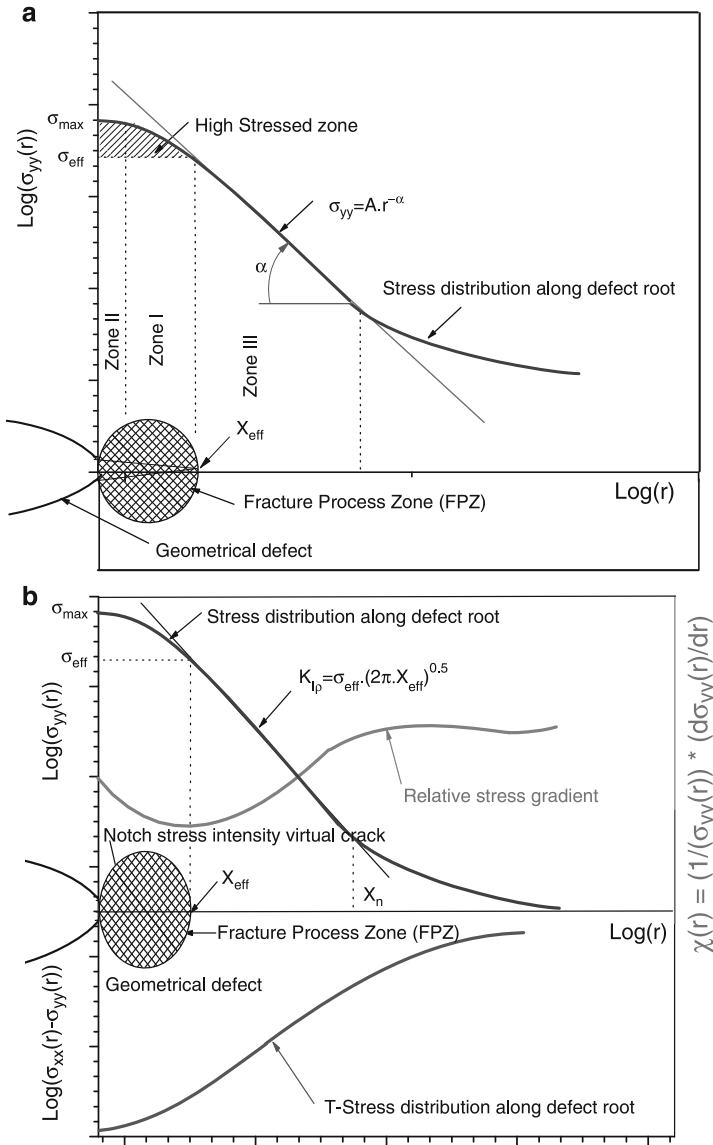 a
σmax
σeff
Log(σyy(r))
High Stressed zone
σyy=A.r-α
α
Stress distribution along defect root
Zone II
Zone I
Zone III
Xeff
Log(r)
Fracture Process Zone (FPZ)
Geometrical defect
b
σmax
σeff
Log(σyy(r))
Stress distribution along defect root
KIρ=σeff.(2π.Xeff)0.5
Relative stress gradient
χ(r) = (1/(σyy(r)) * (dσyy(r)/dr)
Notch stress intensity virtual crack
Xeff
Xn
Fracture Process Zone (FPZ)
Log(r)
Geometrical defect
Log(σxx(r)-σyy(r))
T-Stress distribution along defect root